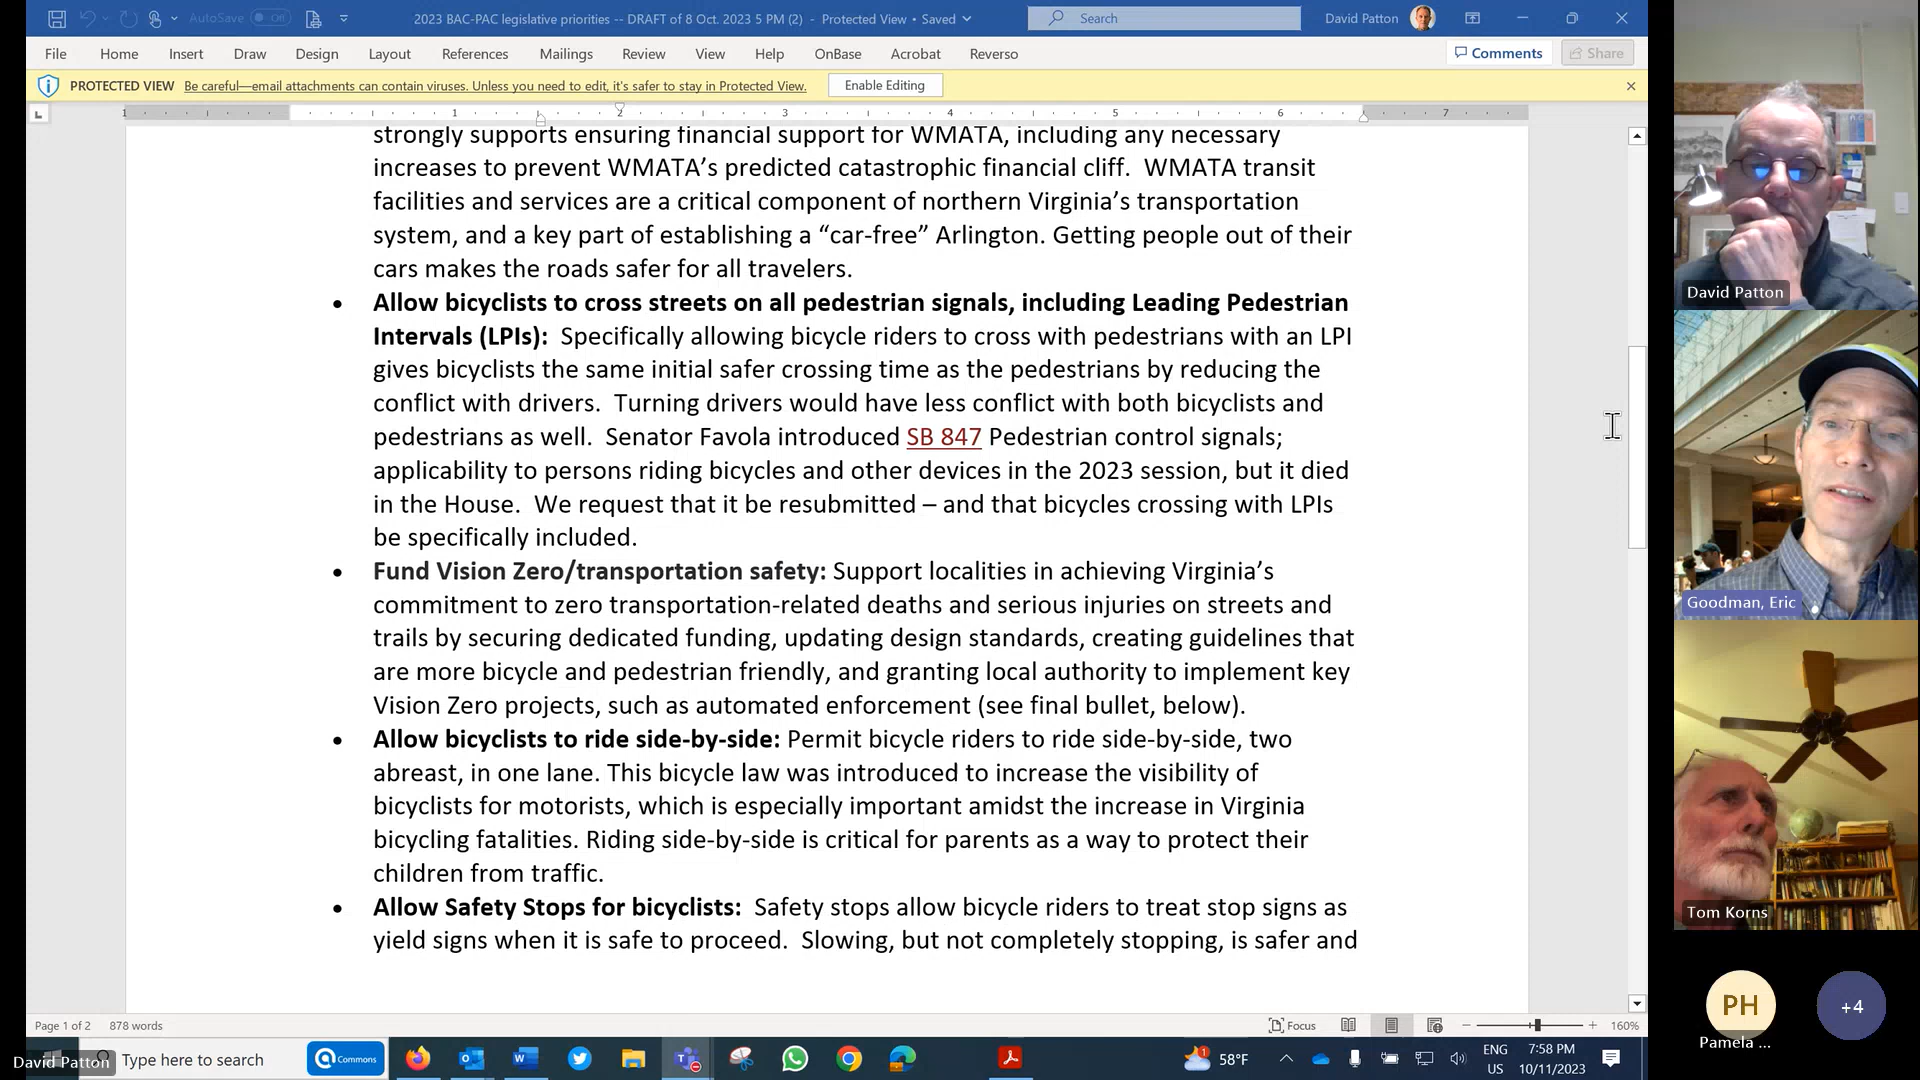 AutoSave Off
2023 BAC-PAC legislative priorities -- DRAFT of 8 Oct. 2023 5 PM (2) - Protected View • Saved
Search
David Patton
File Home Insert Draw Design Layout References Mailings Review View Help OnBase Acrobat Reverso
Comments Share
PROTECTED VIEW Be careful—email attachments can contain viruses. Unless you need to edit, it's safer to stay in Protected View. Enable Editing
1 1 2 3 4 5 6 7
strongly supports ensuring financial support for WMATA, including any necessary
increases to prevent WMATA’s predicted catastrophic financial cliff. WMATA transit
facilities and services are a critical component of northern Virginia’s transportation
system, and a key part of establishing a “car-free” Arlington. Getting people out of their
cars makes the roads safer for all travelers.
• Allow bicyclists to cross streets on all pedestrian signals, including Leading Pedestrian
Intervals (LPIs): Specifically allowing bicycle riders to cross with pedestrians with an LPI
gives bicyclists the same initial safer crossing time as the pedestrians by reducing the
conflict with drivers. Turning drivers would have less conflict with both bicyclists and
pedestrians as well. Senator Favola introduced SB 847 Pedestrian control signals;
applicability to persons riding bicycles and other devices in the 2023 session, but it died
in the House. We request that it be resubmitted – and that bicycles crossing with LPIs
be specifically included.
• Fund Vision Zero/transportation safety: Support localities in achieving Virginia’s
commitment to zero transportation-related deaths and serious injuries on streets and
trails by securing dedicated funding, updating design standards, creating guidelines that
are more bicycle and pedestrian friendly, and granting local authority to implement key
Vision Zero projects, such as automated enforcement (see final bullet, below).
• Allow bicyclists to ride side-by-side: Permit bicycle riders to ride side-by-side, two
abreast, in one lane. This bicycle law was introduced to increase the visibility of
bicyclists for motorists, which is especially important amidst the increase in Virginia
bicycling fatalities. Riding side-by-side is critical for parents as a way to protect their
children from traffic.
• Allow Safety Stops for bicyclists: Safety stops allow bicycle riders to treat stop signs as
yield signs when it is safe to proceed. Slowing, but not completely stopping, is safer and
Page 1 of 2 878 words
Focus
160%
David Patton
Type here to search
Commons
58°F
ENG
US
7:58 PM
10/11/2023
David Patton
Goodman, Eric
Tom Korns
PH
Pamela ...
+4